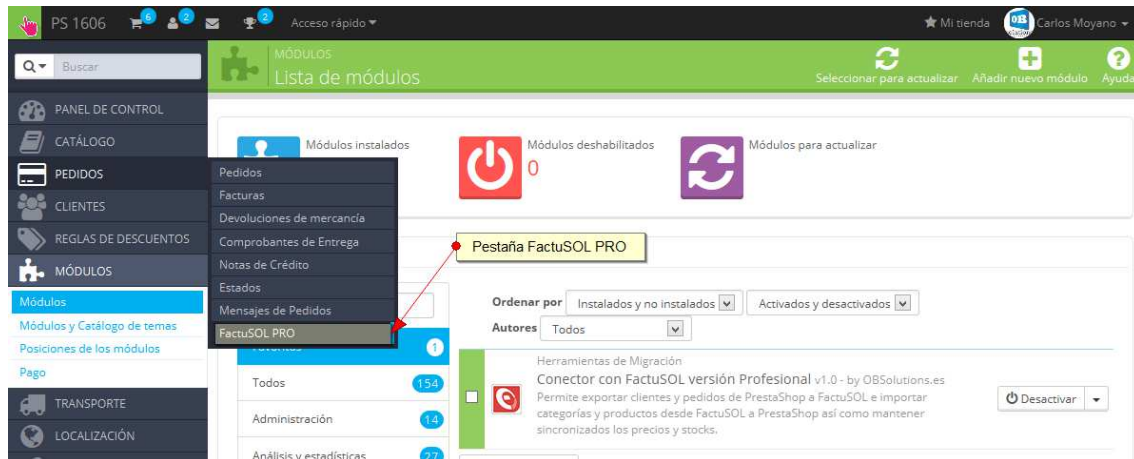 PS 1606 6 2 2 Acceso rápido Mi tienda Carlos Moyano
Buscar
MÓDULOS
Lista de módulos
Seleccionar para actualizar Añadir nuevo módulo Ayuda
PANEL DE CONTROL
CATÁLOGO
PEDIDOS
CLIENTES
REGLAS DE DESCUENTOS
MÓDULOS
Módulos
Módulos y Catálogo de temas
Posiciones de los módulos
Pago
TRANSPORTE
LOCALIZACIÓN
Módulos instalados
Módulos deshabilitados
0
Módulos para actualizar
Pedidos
Facturas
Devoluciones de mercancía
Comprobantes de Entrega
Notas de Crédito
Estados
Mensajes de Pedidos
FactuSOL PRO
Pestaña FactuSOL PRO
Favoritos 1
Todos 154
Administración 14
Análisis y estadísticas 27
Ordenar por Instalados y no instalados Activados y desactivados
Autores Todos
Herramientas de Migración
Conector con FactuSOL versión Profesional v1.0 - by OBSolutions.es
Permite exportar clientes y pedidos de PrestaShop a FactuSOL e importar
categorías y productos desde FactuSOL a PrestaShop así como mantener
sincronizados los precios y stocks.
Desactivar